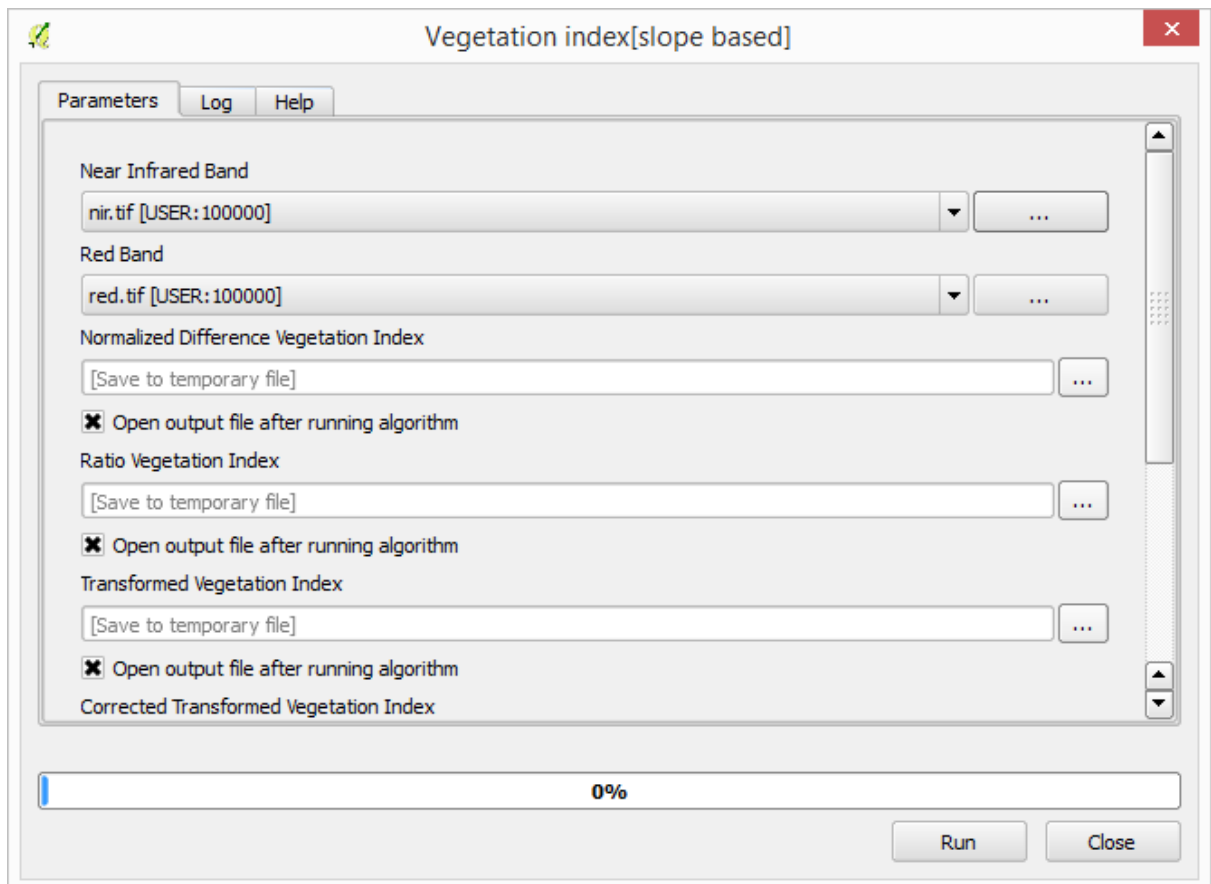 Vegetation index[slope based]
Parameters Log Help
Near Infrared Band
nir.tif [USER:100000]
...
Red Band
red.tif [USER:100000]
...
Normalized Difference Vegetation Index
[Save to temporary file]
...
Open output file after running algorithm
Ratio Vegetation Index
[Save to temporary file]
...
Open output file after running algorithm
Transformed Vegetation Index
[Save to temporary file]
...
Open output file after running algorithm
Corrected Transformed Vegetation Index
0%
Run Close